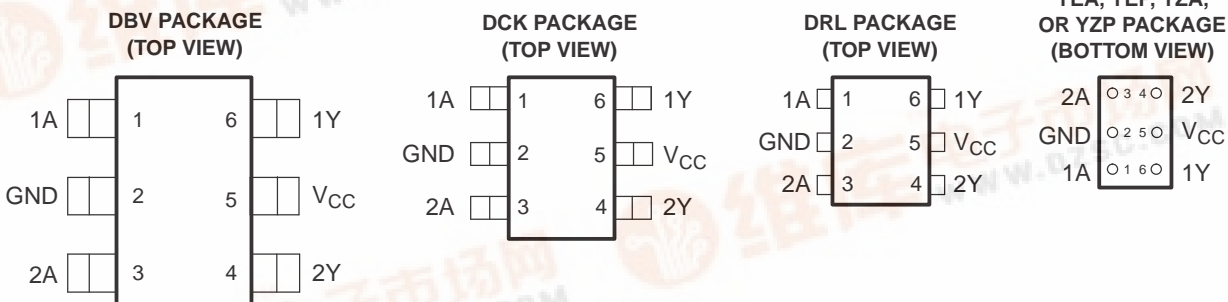 DBV PACKAGE
(TOP VIEW)
1A 1 6 1Y
GND 2 5 VCC
2A 3 4 2Y
DCK PACKAGE
(TOP VIEW)
1A 1 6 1Y
GND 2 5 VCC
2A 3 4 2Y
DRL PACKAGE
(TOP VIEW)
1A 1 6 1Y
GND 2 5 VCC
2A 3 4 2Y
OR YZP PACKAGE
(BOTTOM VIEW)
2A 3 4 2Y
GND 2 5 VCC
1A 1 6 1Y